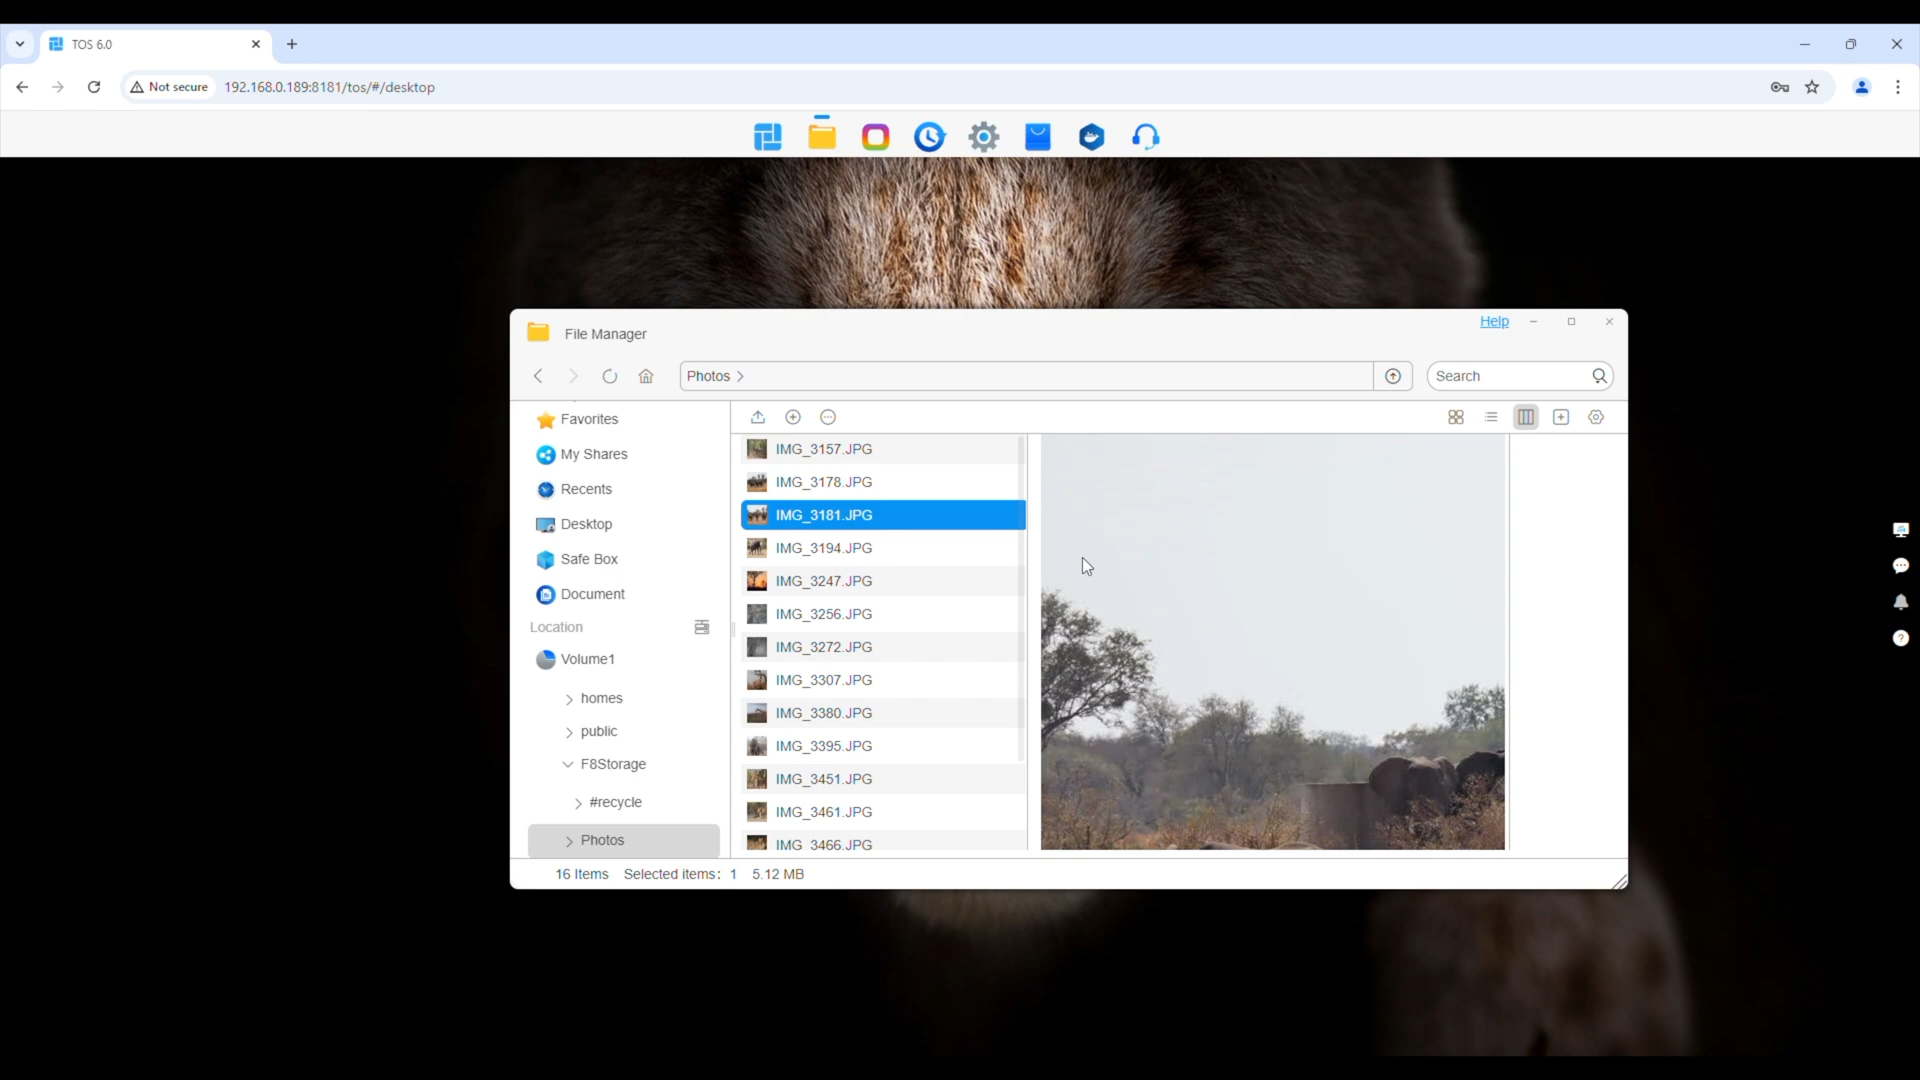 TOS 6.0
Not secure
192.168.0.189:8181/tos/#/desktop
File Manager
Help
Photos
Search
Favorites
My Shares
Recents
Desktop
Safe Box
Document
Location
Volume1
homes
public
F8Storage
#recycle
Photos
IMG_3157.JPG
IMG_3178.JPG
IMG_3181.JPG
IMG_3194.JPG
IMG_3247.JPG
IMG_3256.JPG
IMG_3272.JPG
IMG_3307.JPG
IMG_3380.JPG
IMG_3395.JPG
IMG_3451.JPG
IMG_3461.JPG
IMG_3466.JPG
16 Items Selected items: 1 5.12 MB